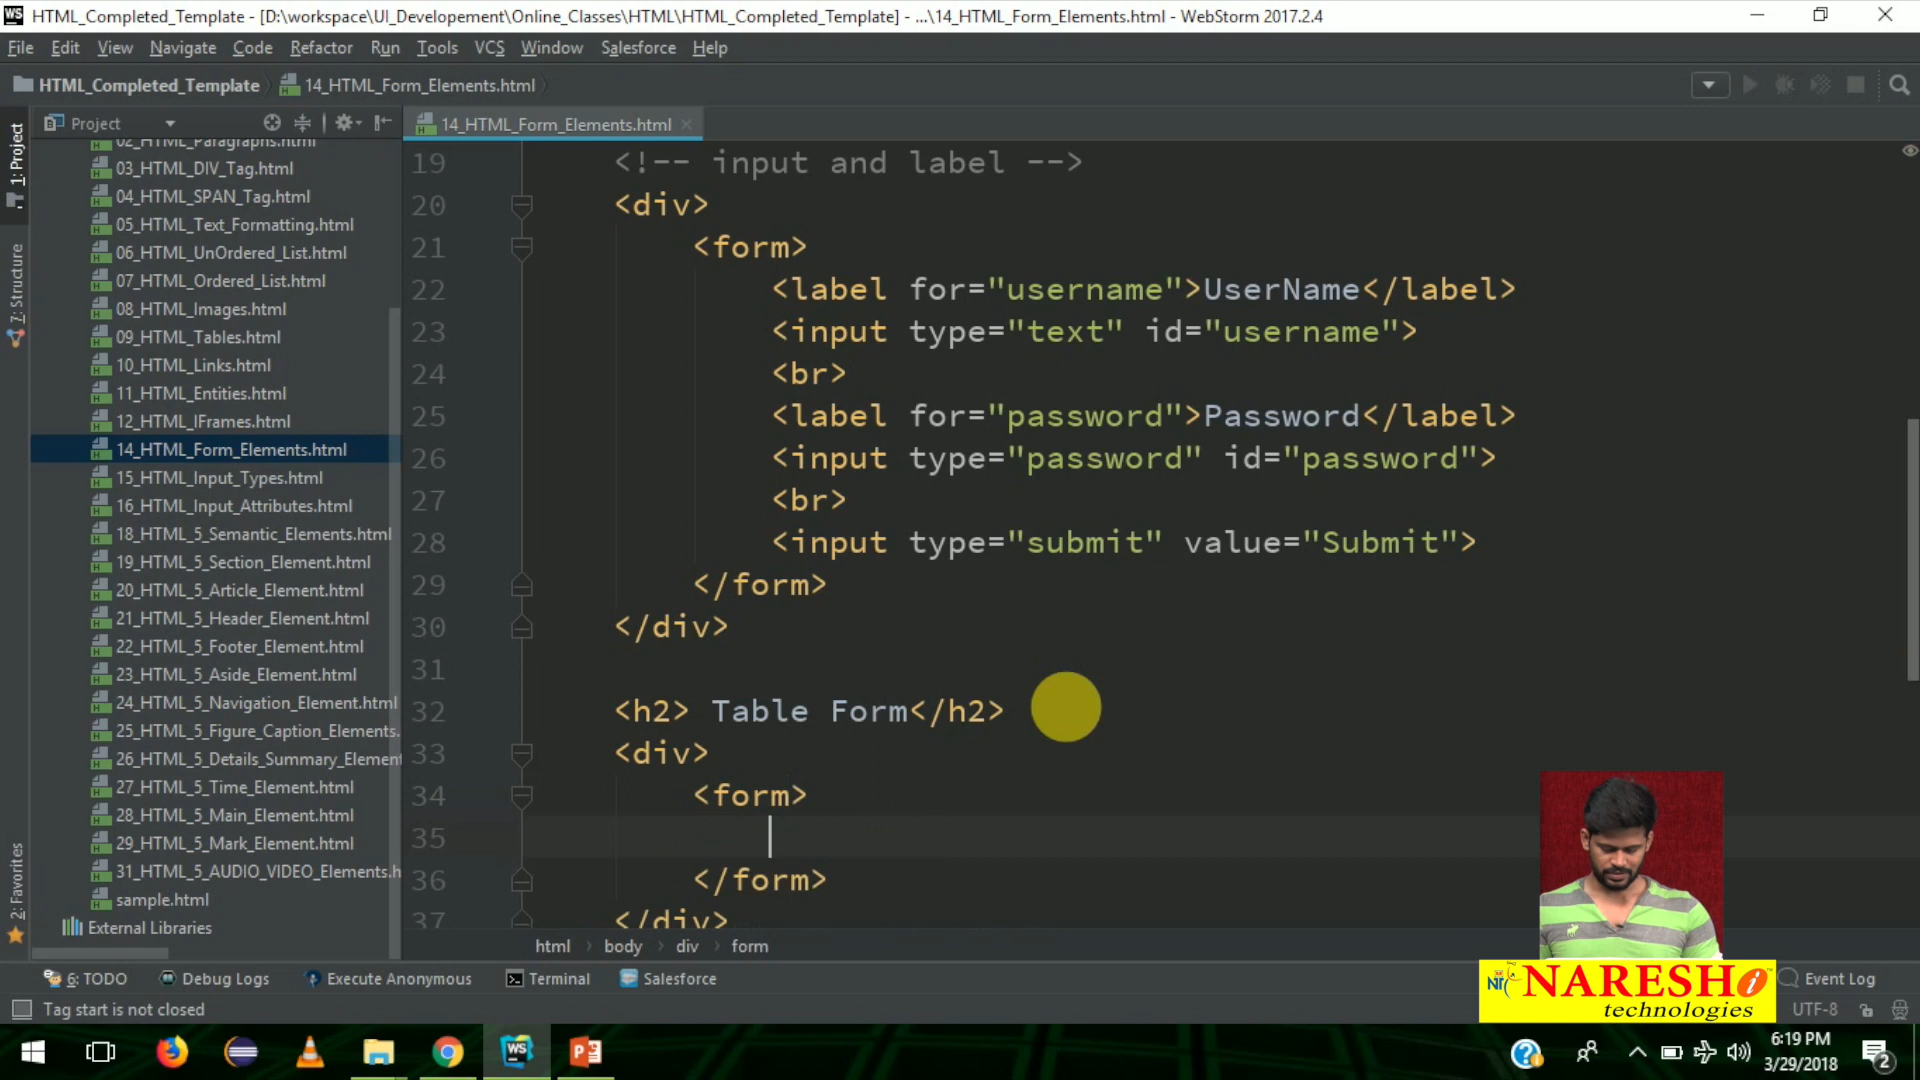 HTML_Completed_Template - [D:\workspace\UI_Developement\Online_Classes\HTML\HTML_Completed_Template] - ...\14_HTML_Form_Elements.html - WebStorm 2017.2.4
File Edit View Navigate Code Refactor Run Tools VCS Window Salesforce Help
HTML_Completed_Template 14_HTML_Form_Elements.html
Project
14_HTML_Form_Elements.html
1: Project
7: Structure
2: Favorites
02_HTML_Paragraphs.html
03_HTML_DIV_Tag.html
04_HTML_SPAN_Tag.html
05_HTML_Text_Formatting.html
06_HTML_UnOrdered_List.html
07_HTML_Ordered_List.html
08_HTML_Images.html
09_HTML_Tables.html
10_HTML_Links.html
11_HTML_Entities.html
12_HTML_IFrames.html
14_HTML_Form_Elements.html
15_HTML_Input_Types.html
16_HTML_Input_Attributes.html
18_HTML_5_Semantic_Elements.html
19_HTML_5_Section_Element.html
20_HTML_5_Article_Element.html
21_HTML_5_Header_Element.html
22_HTML_5_Footer_Element.html
23_HTML_5_Aside_Element.html
24_HTML_5_Navigation_Element.html
25_HTML_5_Figure_Caption_Elements.
26_HTML_5_Details_Summary_Element
27_HTML_5_Time_Element.html
28_HTML_5_Main_Element.html
29_HTML_5_Mark_Element.html
31_HTML_5_AUDIO_VIDEO_Elements.h
sample.html
External Libraries
19 <!-- input and label -->
20 <div>
21 <form>
22 <label for="username">UserName</label>
23 <input type="text" id="username">
24 <br>
25 <label for="password">Password</label>
26 <input type="password" id="password">
27 <br>
28 <input type="submit" value="Submit">
29 </form>
30 </div>
31
32 <h2> Table Form</h2>
33 <div>
34 <form>
35
36 </form>
37 </div>
html body div form
6: TODO Debug Logs Execute Anonymous Terminal Salesforce Event Log
Tag start is not closed
UTF-8
NARESH i
technologies
6:19 PM
3/29/2018
2